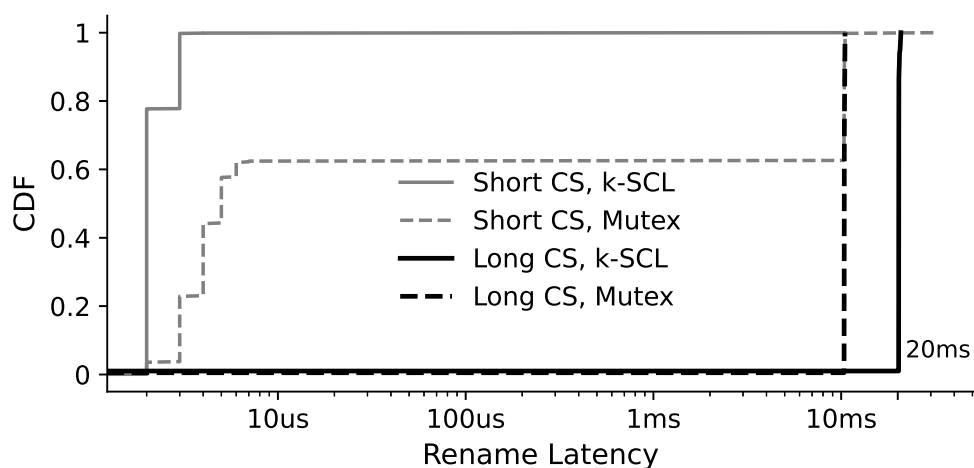 1
0.8
0.6
0.4
0.2
0
CDF
Short CS, k-SCL
Short CS, Mutex
Long CS, k-SCL
Long CS, Mutex
20ms
10us
100us
1ms
10ms
Rename Latency